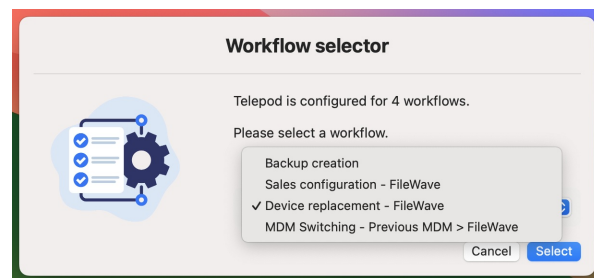 Workflow selector
Telepod is configured for 4 workflows.
Please select a workflow.
Backup creation
Sales configuration - FileWave
✓ Device replacement - FileWave
MDM Switching - Previous MDM > FileWave
Cancel Select